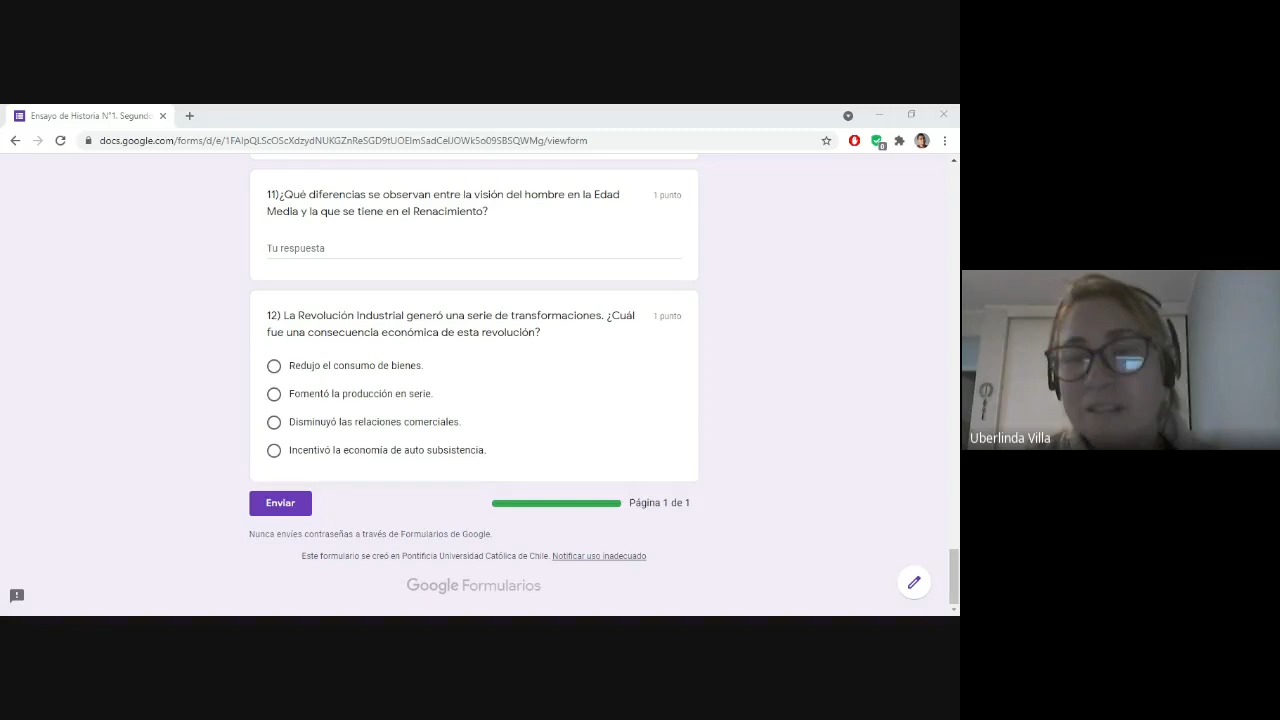 Ensayo de Historia N°1. Segundo
docs.google.com/forms/d/e/1FAIpQLScOScXdzydNUKGZnReSGD9tUOElmSadCelJOWk5o09SBSQWMg/viewform
11)¿Qué diferencias se observan entre la visión del hombre en la Edad
Media y la que se tiene en el Renacimiento?
1 punto
Tu respuesta
12) La Revolución Industrial generó una serie de transformaciones. ¿Cuál
fue una consecuencia económica de esta revolución?
1 punto
Redujo el consumo de bienes.
Fomentó la producción en serie.
Disminuyó las relaciones comerciales.
Incentivó la economía de auto subsistencia.
Enviar
Página 1 de 1
Nunca envíes contraseñas a través de Formularios de Google.
Este formulario se creó en Pontificia Universidad Católica de Chile. Notificar uso inadecuado
Google Formularios
Uberlinda Villa